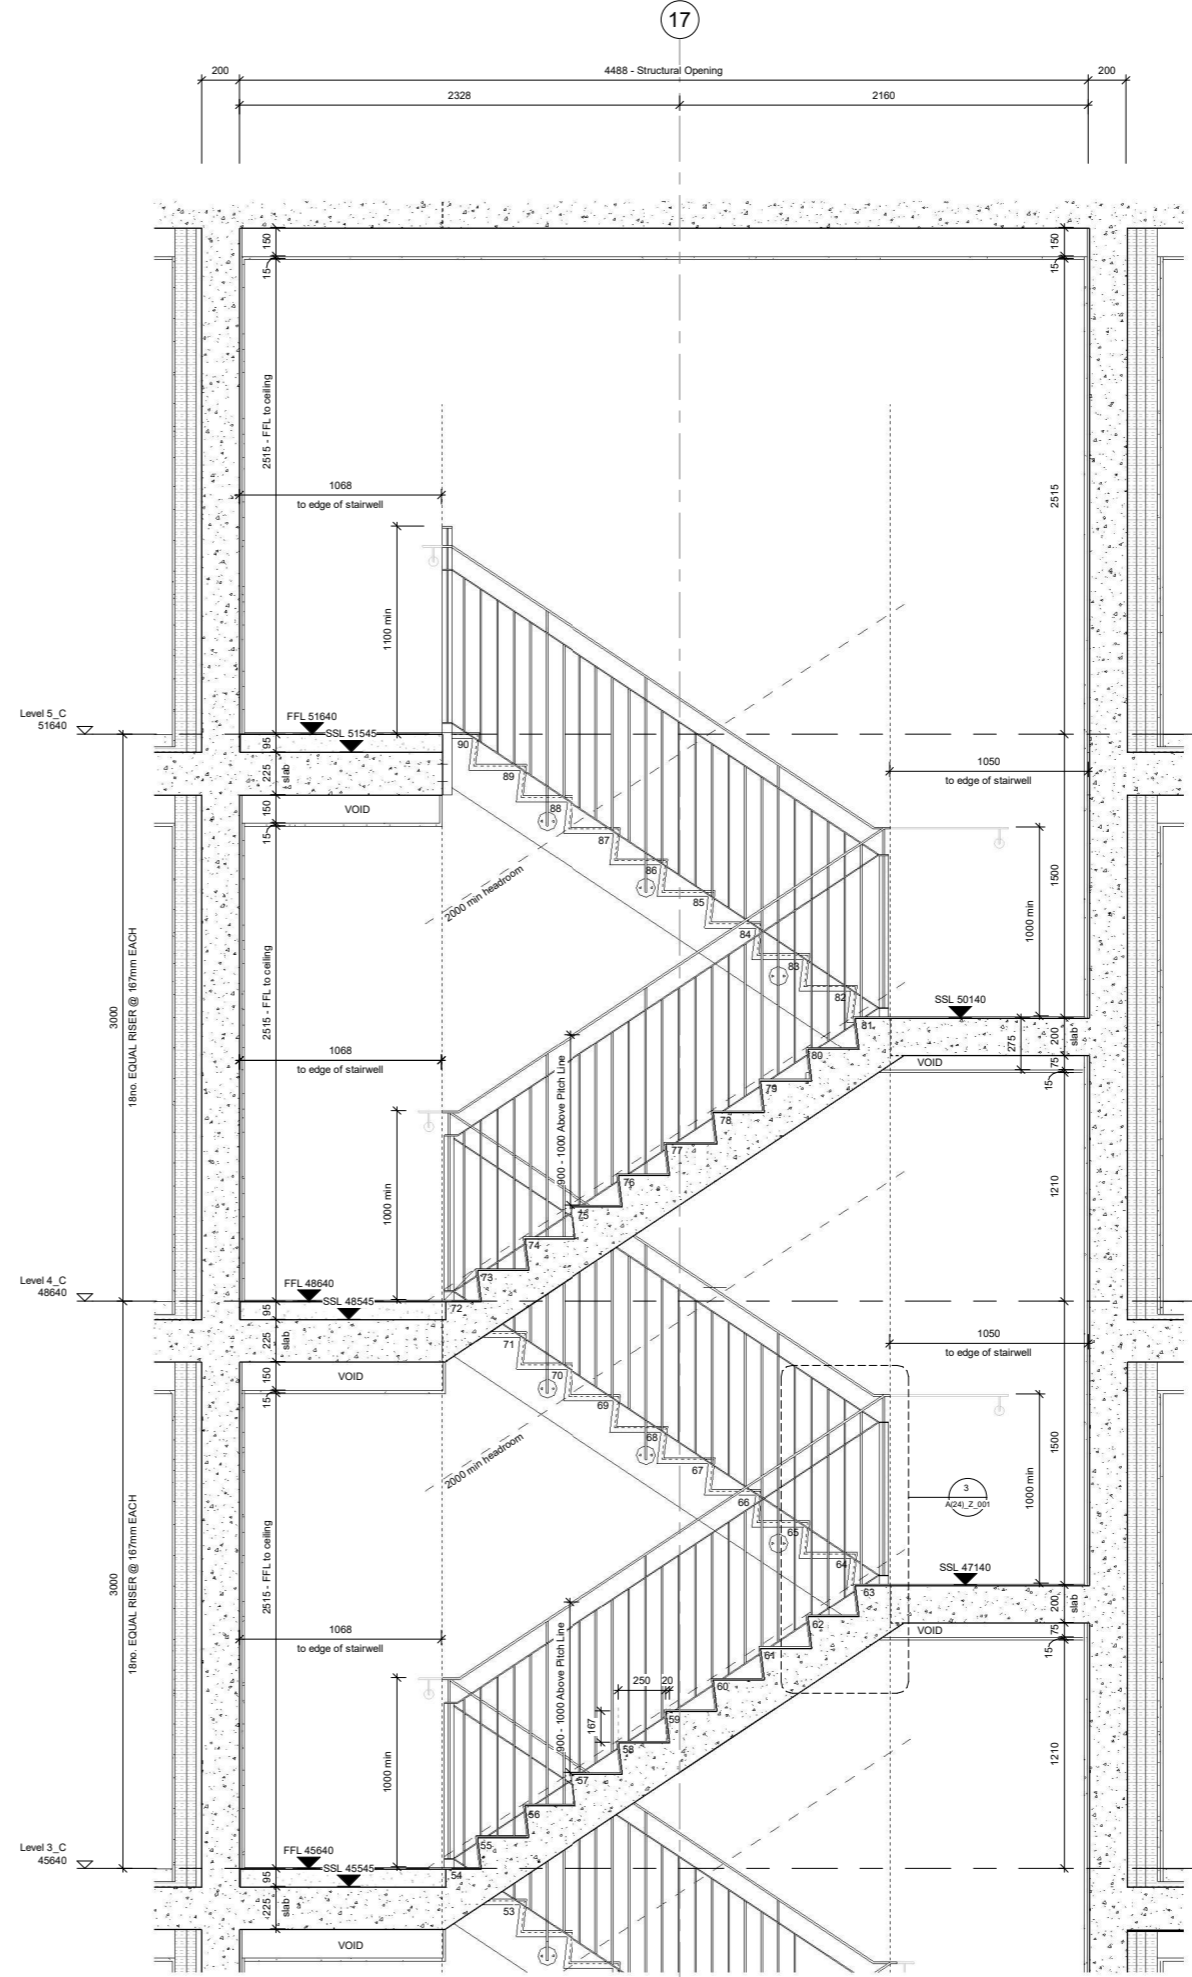 17
200
4488 - Structural Opening
200
2328
2160
150
150
15
15
2515 - FFL to ceiling
2515
1068
to edge of stairwell
1100 min
Level 5_C
51640
FFL 51640
SSL 51545
95
225
slab
150
VOID
15
90
89
88
87
86
85
84
83
82
81
80
79
78
77
76
75
74
73
72
1050
to edge of stairwell
1500
1000 min
2000 min headroom
SSL 50140
275
200
slab
75
VOID
15
3000
18no. EQUAL RISER @ 167mm EACH
2515 - FFL to ceiling
1068
to edge of stairwell
900 - 1000 Above Pitch Line
1000 min
1210
Level 4_C
48640
FFL 48640
SSL 48545
95
225
slab
150
VOID
15
71
70
69
68
67
66
65
64
63
62
61
60
59
58
57
56
55
54
1050
to edge of stairwell
1500
1000 min
2000 min headroom
3
A(24)_Z_001
SSL 47140
200
slab
75
VOID
15
3000
18no. EQUAL RISER @ 167mm EACH
2515 - FFL to ceiling
1068
to edge of stairwell
900 - 1000 Above Pitch Line
250
20
167
1000 min
1210
Level 3_C
45640
FFL 45640
SSL 45545
95
225
slab
VOID
53